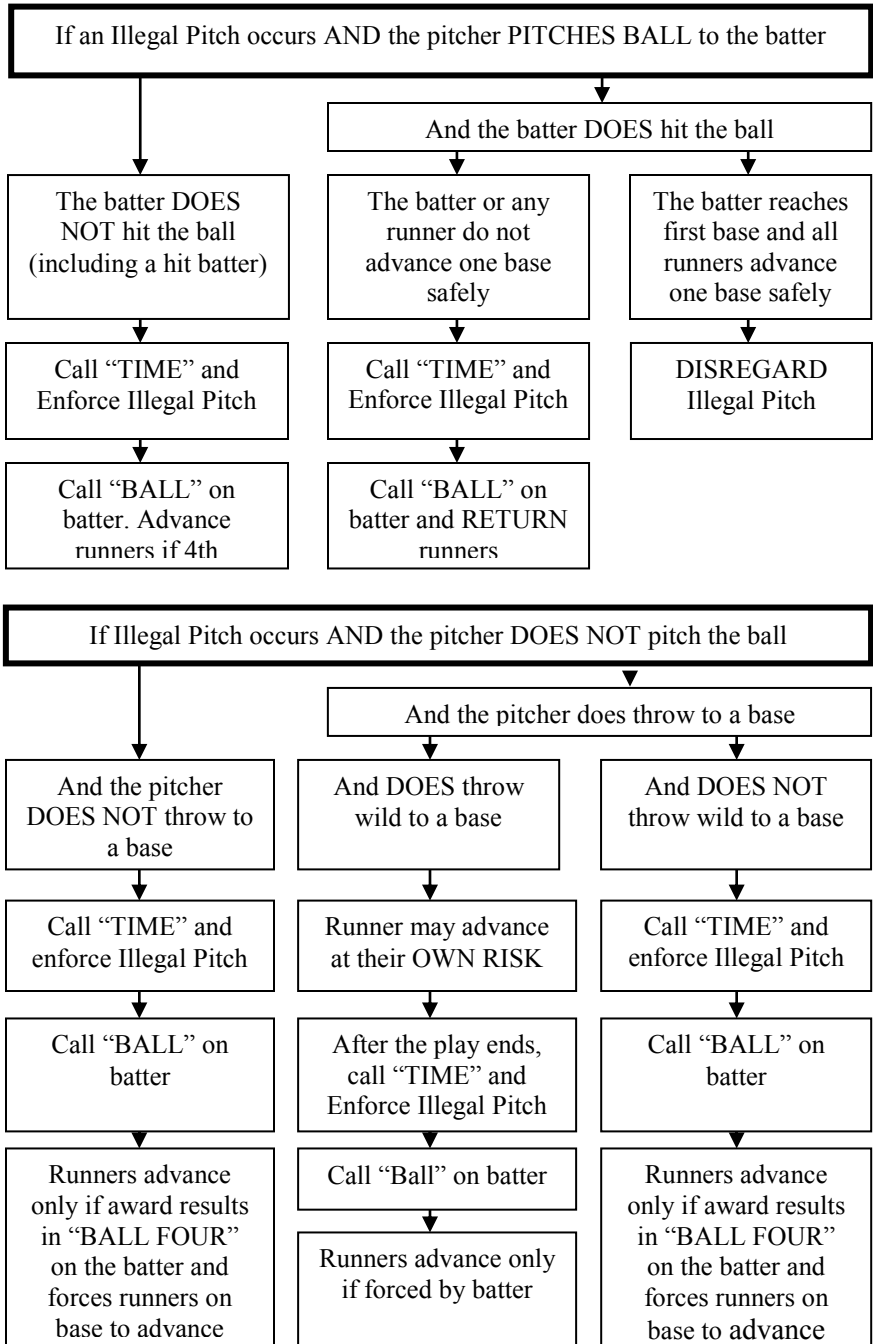 If an Illegal Pitch occurs AND the pitcher PITCHES BALL to the batter
And the batter DOES hit the ball
The batter DOES
NOT hit the ball
(including a hit batter)
The batter or any
runner do not
advance one base
safely
The batter reaches
first base and all
runners advance
one base safely
Call “TIME” and
Enforce Illegal Pitch
Call “TIME” and
Enforce Illegal Pitch
DISREGARD
Illegal Pitch
Call “BALL” on
batter. Advance
runners if 4th
Call “BALL” on
batter and RETURN
runners
If Illegal Pitch occurs AND the pitcher DOES NOT pitch the ball
And the pitcher does throw to a base
And the pitcher
DOES NOT throw to
a base
And DOES throw
wild to a base
And DOES NOT
throw wild to a base
Call “TIME” and
enforce Illegal Pitch
Runner may advance
at their OWN RISK
Call “TIME” and
enforce Illegal Pitch
Call “BALL” on
batter
After the play ends,
call “TIME” and
Enforce Illegal Pitch
Call “BALL” on
batter
Runners advance
only if award results
in “BALL FOUR”
on the batter and
forces runners on
base to advance
Call “Ball” on batter
Runners advance only
if forced by batter
Runners advance
only if award results
in “BALL FOUR”
on the batter and
forces runners on
base to advance